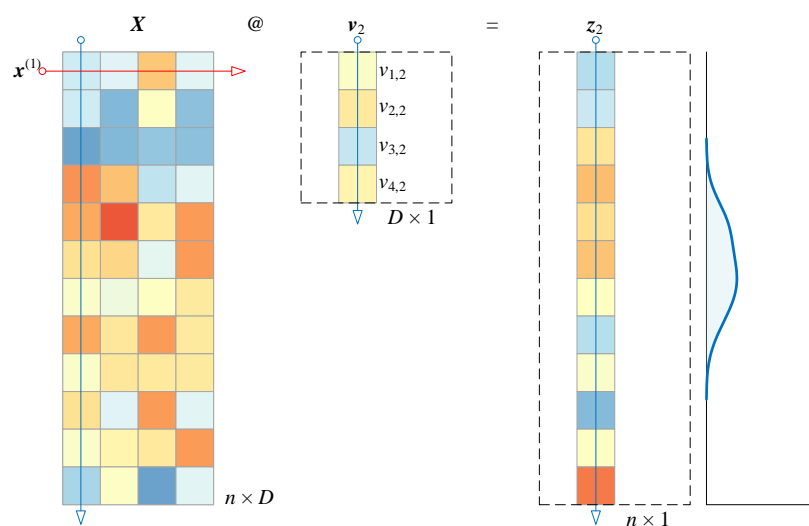 X @ v₂ = z₂
x⁽¹⁾
v₁,₂
v₂,₂
v₃,₂
v₄,₂
D × 1
n × D
n × 1